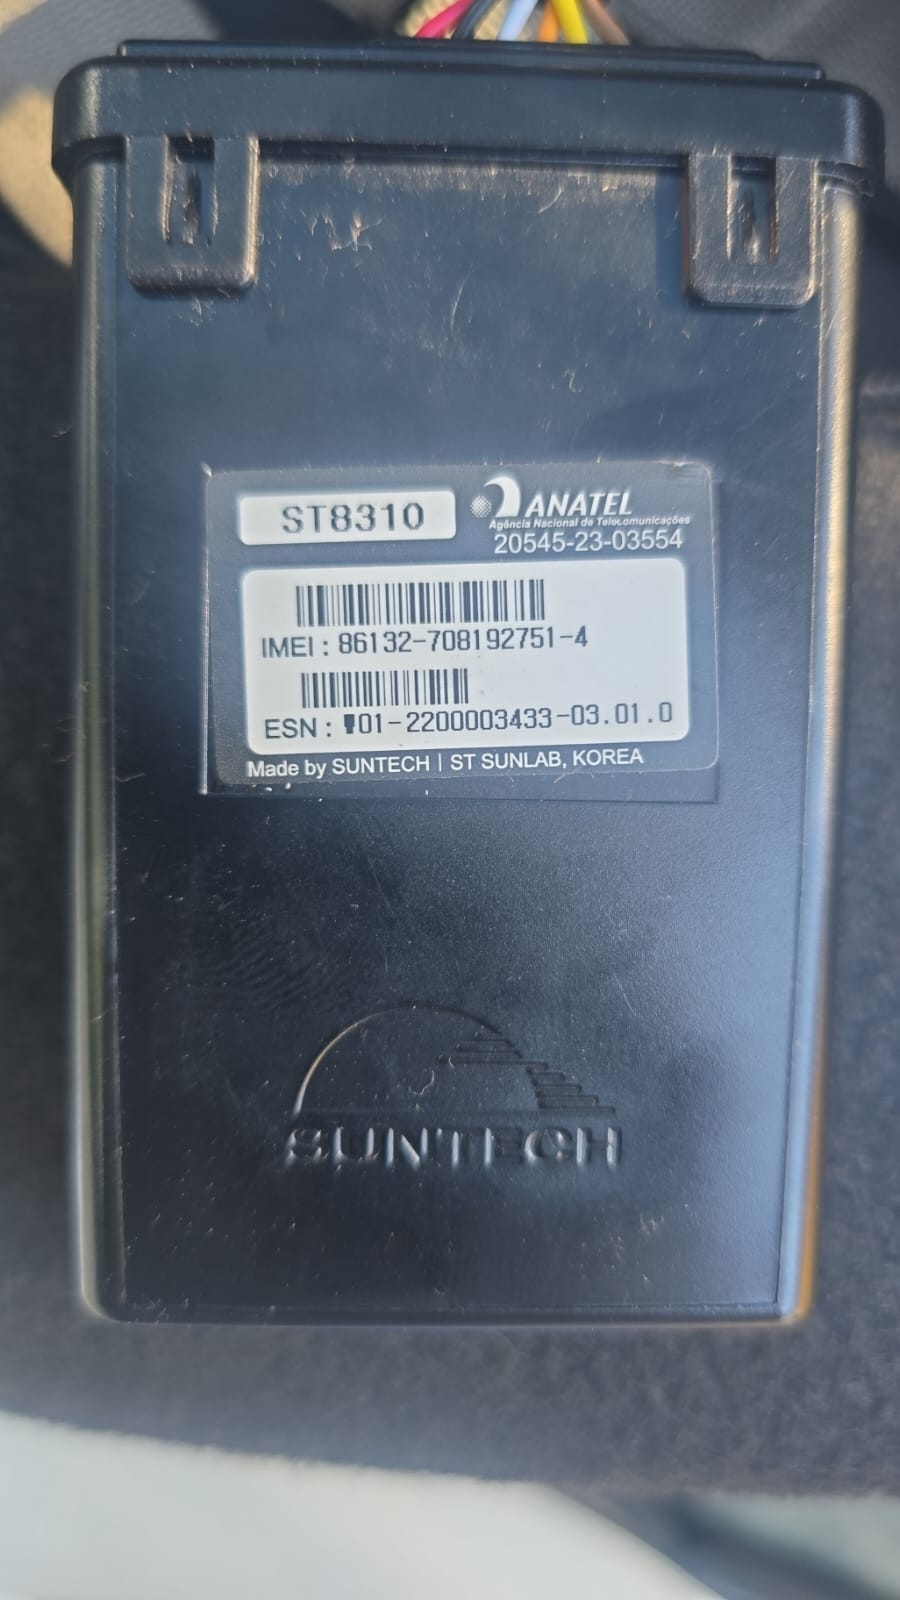 ST8310
ANATEL
Agência Nacional de Telecomunicações
20545-23-03554
IMEI : 86132-708192751-4
ESN : 01-2200003433-03.01.0
Made by SUNTECH | ST SUNLAB, KOREA
SUNTECH